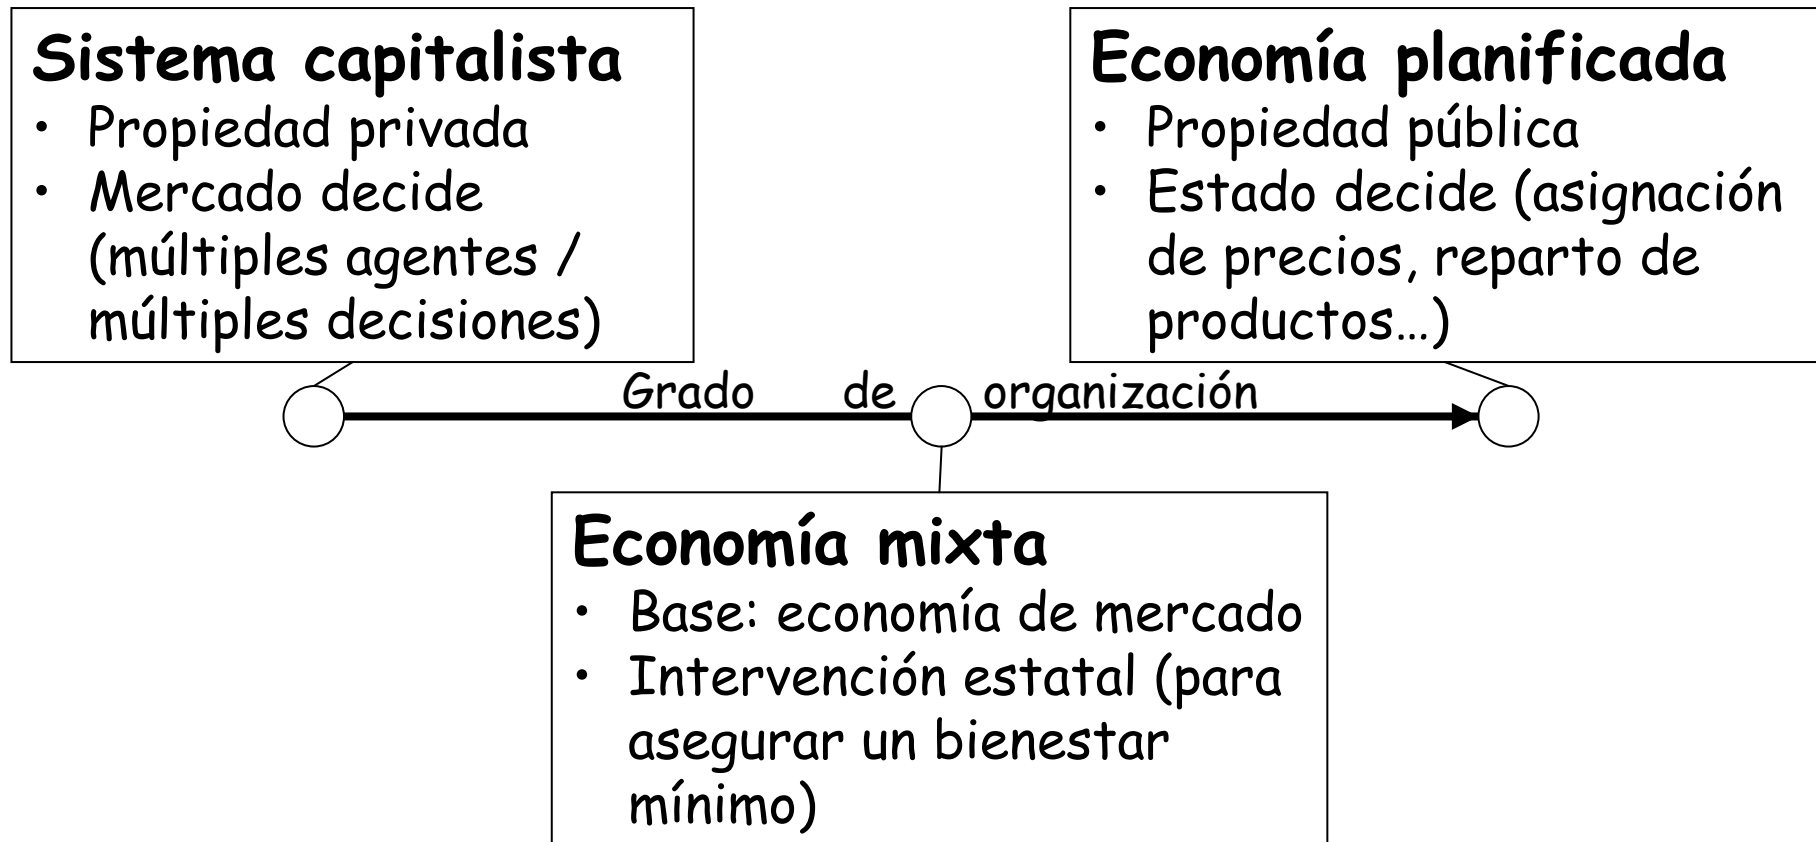 Sistema capitalista
• Propiedad privada
• Mercado decide
(múltiples agentes /
múltiples decisiones)
Economía planificada
• Propiedad pública
• Estado decide (asignación
de precios, reparto de
productos…)
Grado de organización
Economía mixta
• Base: economía de mercado
• Intervención estatal (para
asegurar un bienestar
mínimo)